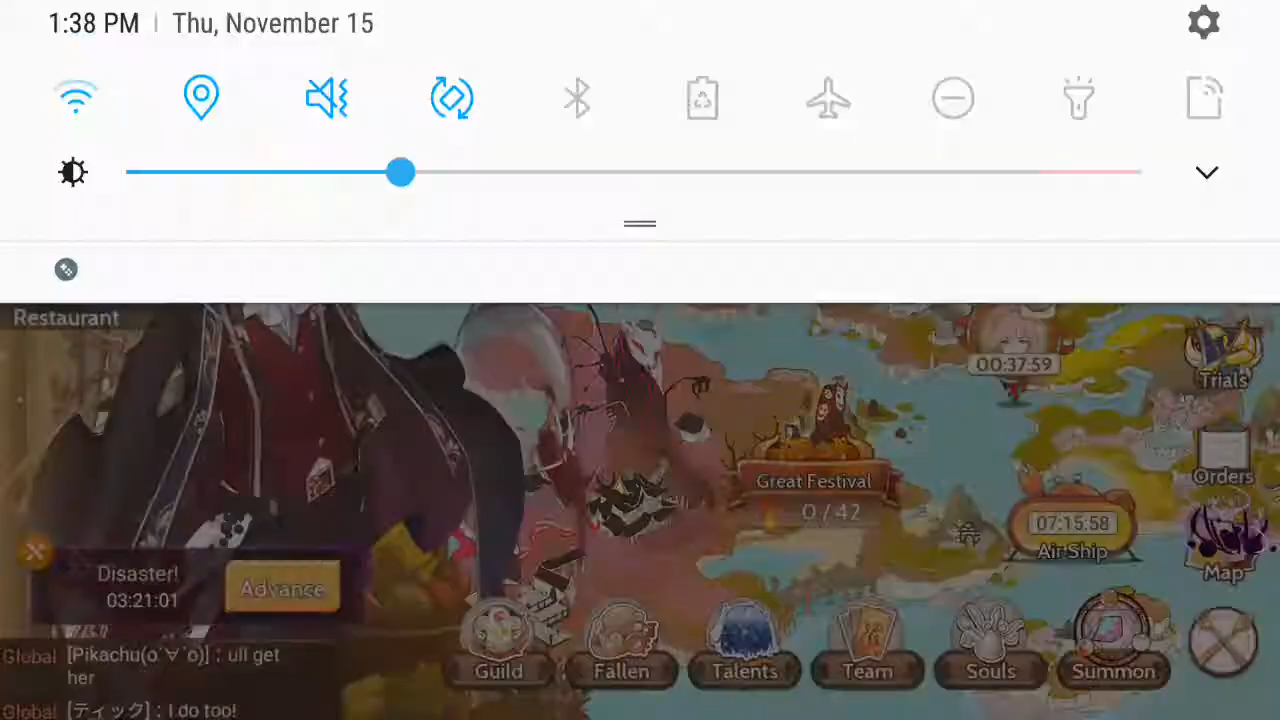 1:38 PM | Thu, November 15
Restaurant
00:37:59
Trials
Great Festival
0 / 42
Orders
07:15:58
Air Ship
Map
Disaster!
03:21:01
Advance
Guild
Fallen
Talents
Team
Souls
Summon
Global [Pikachu(o´∀`o)] : ull get
her
Global [ティック] : I do too!